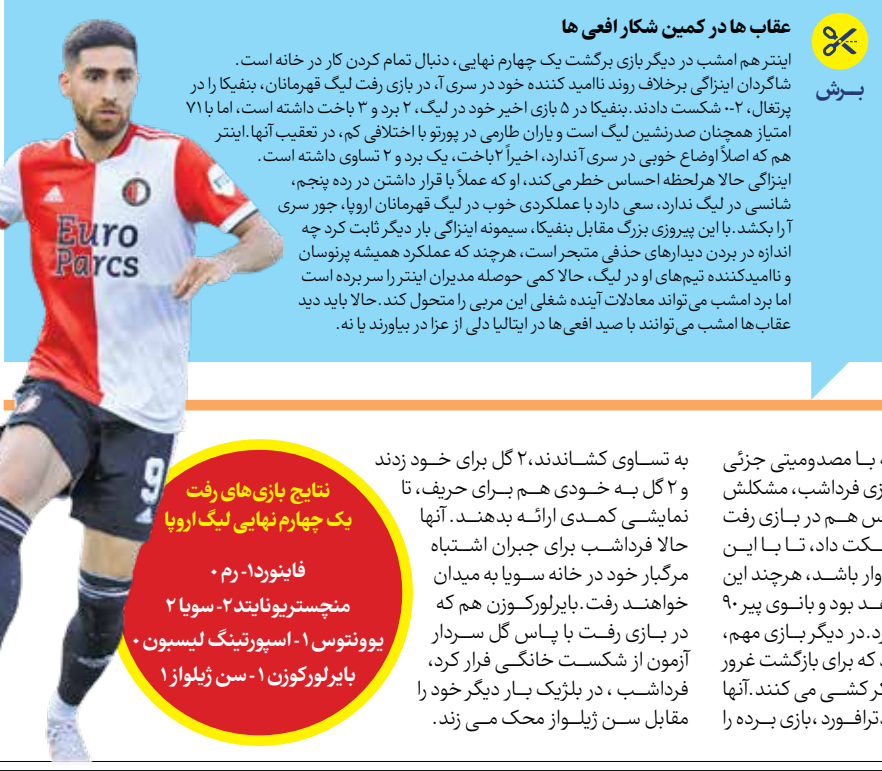 برش
عقاب ها در کمین شکار افعی ها
اینتر هم امشب در دیگر بازی برگشت یک چهارم نهایی، دنبال تمام کردن کار در خانه است.
شاگردان اینزاگی برخلاف روند ناامید کننده خود در سری آ، در بازی رفت لیگ قهرمانان، بنفیکا را در
پرتغال، ۲-۰ شکست دادند. بنفیکا در ۵ بازی اخیر خود در لیگ، ۲ برد و ۳ باخت داشته است، اما با ۷۱
امتیاز همچنان صدرنشین لیگ است و یاران طارمی در پورتو با اختلافی کم، در تعقیب آنها. اینتر
هم که اصلاً اوضاع خوبی در سری آ ندارد، اخیراً ۲باخت، یک برد و ۲ تساوی داشته است.
اینزاگی حالا هرلحظه احساس خطر می‌کند، او که عملاً با قرار داشتن در رده پنجم،
شانسی در لیگ ندارد، سعی دارد با عملکردی خوب در لیگ قهرمانان اروپا، جور سری
آ را بکشد. با این پیروزی بزرگ مقابل بنفیکا، سیمونه اینزاگی بار دیگر ثابت کرد چه
اندازه در بردن دیدارهای حذفی متبحر است، هرچند که عملکرد همیشه پرنوسان
و ناامیدکننده تیم‌های او در لیگ، حالا کمی حوصله مدیران اینتر را سر برده است
اما برد امشب می‌تواند معادلات آینده شغلی این مربی را متحول کند. حالا باید دید
عقاب‌ها امشب می‌توانند با صید افعی‌ها در ایتالیا دلی از عزا در بیاورند یا نه.
Euro
Parcs
9
با مصدومیتی جزئی
فرداشب، مشکلش
هم در بازی رفت
داد، تا با این
باشد، هرچند این
بود و بانوی پیر ۹۰
در دیگر بازی مهم،
که برای بازگشت غرور
کشی می کنند. آنها
بازی برده را
به تساوی کشاندند، ۲ گل برای خود زدند
و ۲ گل به خودی هم برای حریف، تا
نمایشی کمدی ارائه بدهند. آنها
حالا فرداشب برای جبران اشتباه
مرگبار خود در خانه سویا به میدان
خواهند رفت. بایرلورکوزن هم که
در بازی رفت با پاس گل سردار
آزمون از شکست خانگی فرار کرد،
فرداشب ، در بلژیک بار دیگر خود را
مقابل سن ژیلواز محک می زند.
نتایج بازی‌های رفت
یک چهارم نهایی لیگ اروپا
فاینورد۱- رم ۰
منچستریونایتد ۲- سویا ۲
یوونتوس ۱- اسپورتینگ لیسبون ۰
بایرلورکوزن ۱- سن ژیلواز ۱